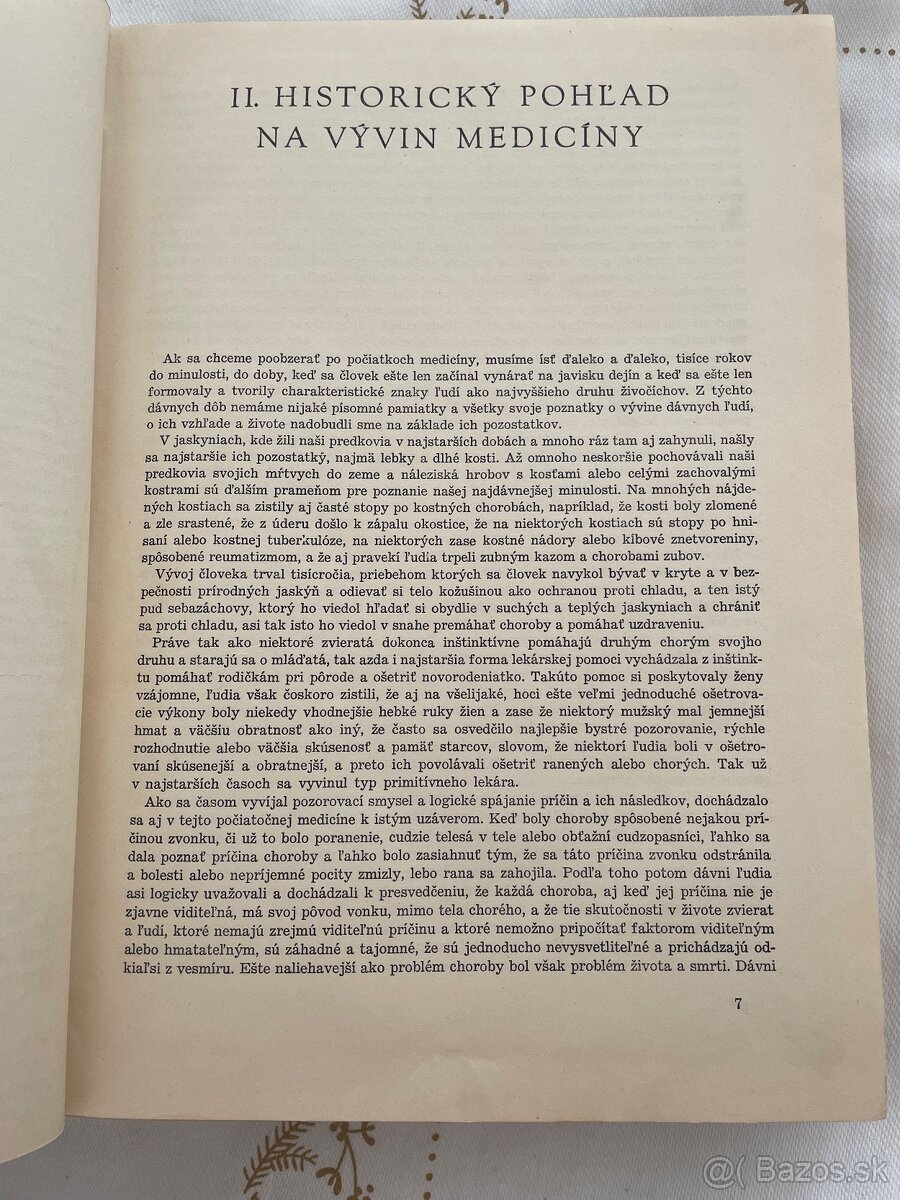 II. HISTORICKÝ POHĽAD
NA VÝVIN MEDICÍNY
Ak sa chceme poobzerať po počiatkoch medicíny, musíme ísť ďaleko a ďaleko, tisíce rokov
do minulosti, do doby, keď sa človek ešte len začínal vynárať na javisku dejín a keď sa ešte len
formovaly a tvorily charakteristické znaky ľudí ako najvyššieho druhu živočíchov. Z týchto
dávnych dôb nemáme nijaké písomné pamiatky a všetky svoje poznatky o vývine dávnych ľudí,
o ich vzhľade a živote nadobudli sme na základe ich pozostatkov.
V jaskyniach, kde žili naši predkovia v najstarších dobách a mnoho ráz tam aj zahynuli, našly
sa najstaršie ich pozostatký, najmä lebky a dlhé kosti. Až omnoho neskoršie pochovávali naši
predkovia svojich mŕtvych do zeme a náleziská hrobov s kosťami alebo celými zachovalými
kostrami sú ďalším prameňom pre poznanie našej najdávnejšej minulosti. Na mnohých nájde-
ných kostiach sa zistily aj časté stopy po kostných chorobách, napríklad, že kosti boly zlomené
a zle srastené, že z úderu došlo k zápalu okostice, že na niektorých kostiach sú stopy po hni-
saní alebo kostnej tuberkulóze, na niektorých zase kostné nádory alebo kíbové znetvoreniny,
spôsobené reumatizmom, a že aj pravekí ľudia trpeli zubným kazom a chorobami zubov.
Vývoj človeka trval tisícročia, priebehom ktorých sa človek navykol bývať v kryte a v bez-
pečnosti prírodných jaskýň a odievať si telo kožušinou ako ochranou proti chladu, a ten istý
pud sebazáchovy, ktorý ho viedol hľadať si obydlie v suchých a teplých jaskyniach a chrániť
sa proti chladu, asi tak isto ho viedol v snahe premáhať choroby a pomáhať uzdraveniu.
Práve tak ako niektoré zvieratá dokonca inštinktívne pomáhajú druhým chorým svojho
druhu a starajú sa o mláďatá, tak azda i najstaršia forma lekárskej pomoci vychádzala z inštink-
tu pomáhať rodičkám pri pôrode a ošetriť novorodeniatko. Takúto pomoc si poskytovaly ženy
vzájomne, ľudia však čoskoro zistili, že aj na všelijaké, hoci ešte veľmi jednoduché ošetrova-
cie výkony boly niekedy vhodnejšie hebké ruky žien a zase že niektorý mužský mal jemnejší
hmat a väčšiu obratnosť ako iný, že často sa osvedčilo najlepšie bystré pozorovanie, rýchle
rozhodnutie alebo väčšia skúsenosť a pamäť starcov, slovom, že niektorí ľudia boli v ošetro-
vaní skúsenejší a obratnejší, a preto ich povolávali ošetriť ranených alebo chorých. Tak už
v najstarších časoch sa vyvinul typ primitívneho lekára.
Ako sa časom vyvíjal pozorovací smysel a logické spájanie príčin a ich následkov, dochádzalo
sa aj v tejto počiatočnej medicíne k istým uzáverom. Keď boly choroby spôsobené nejakou prí-
činou zvonku, či už to bolo poranenie, cudzie telesá v tele alebo obťažní cudzopasníci, ľahko sa
dala poznať príčina choroby a ľahko bolo zasiahnuť tým, že sa táto príčina zvonku odstránila
a bolesti alebo nepríjemné pocity zmizly, lebo rana sa zahojila. Podľa toho potom dávni ľudia
asi logicky uvažovali a dochádzali k presvedčeniu, že každá choroba, aj keď jej príčina nie je
zjavne viditeľná, má svoj pôvod vonku, mimo tela chorého, a že tie skutočnosti v živote zvierat
a ľudí, ktoré nemajú zrejmú viditeľnú príčinu a ktoré nemožno pripočítať faktorom viditeľným
alebo hmatateľným, sú záhadné a tajomné, že sú jednoducho nevysvetliteľné a prichádzajú od-
kiaľsi z vesmíru. Ešte naliehavejší ako problém choroby bol však problém života a smrti. Dávni
7
@( Bazos.sk